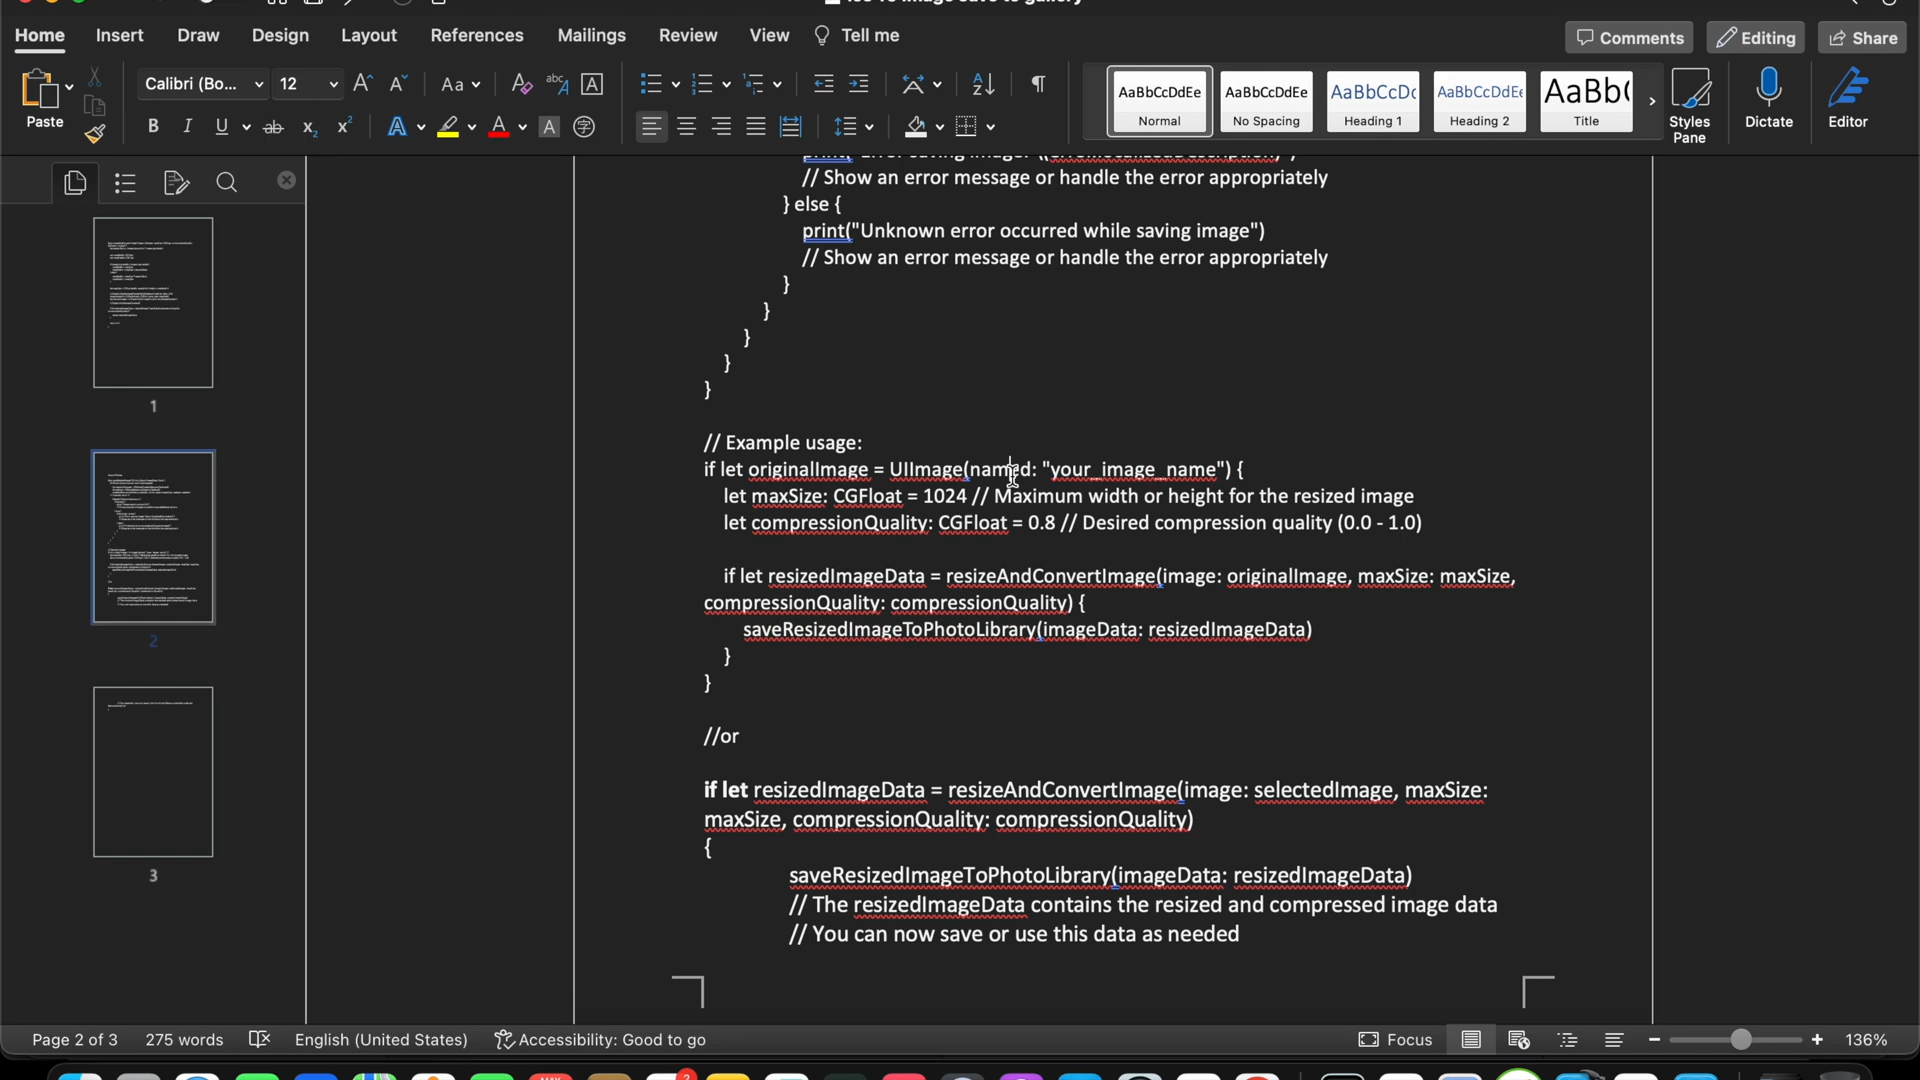 Home Insert Draw Design Layout References Mailings Review View Tell me Comments Editing Share
Paste Calibri (Bo... 12 Aa
AaBbCcDdEe AaBbCcDdEe AaBbCcDc AaBbCcDdEe AaBb(
Normal No Spacing Heading 1 Heading 2 Title Styles Pane Dictate Editor
// Show an error message or handle the error appropriately
} else {
print("Unknown error occurred while saving image")
// Show an error message or handle the error appropriately
}
}
}
}
}
// Example usage:
if let originalImage = UIImage(named: "your_image_name") {
let maxSize: CGFloat = 1024 // Maximum width or height for the resized image
let compressionQuality: CGFloat = 0.8 // Desired compression quality (0.0 - 1.0)
if let resizedImageData = resizeAndConvertImage(image: originalImage, maxSize: maxSize,
compressionQuality: compressionQuality) {
saveResizedImageToPhotoLibrary(imageData: resizedImageData)
}
}
//or
if let resizedImageData = resizeAndConvertImage(image: selectedImage, maxSize:
maxSize, compressionQuality: compressionQuality)
{
saveResizedImageToPhotoLibrary(imageData: resizedImageData)
// The resizedImageData contains the resized and compressed image data
// You can now save or use this data as needed
1
2
3
Page 2 of 3 275 words English (United States) Accessibility: Good to go Focus 136%